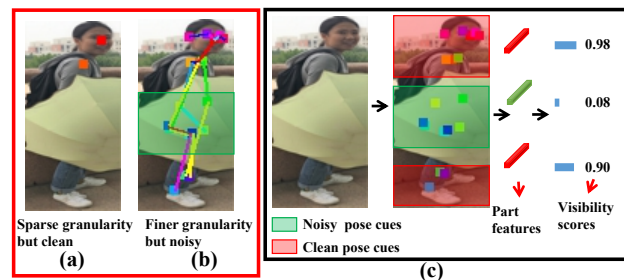 0.98
0.08
0.90
Sparse granularity
but clean
Finer granularity
but noisy
Noisy pose cues
Clean pose cues
Part
features
Visibility
scores
(a)
(b)
(c)